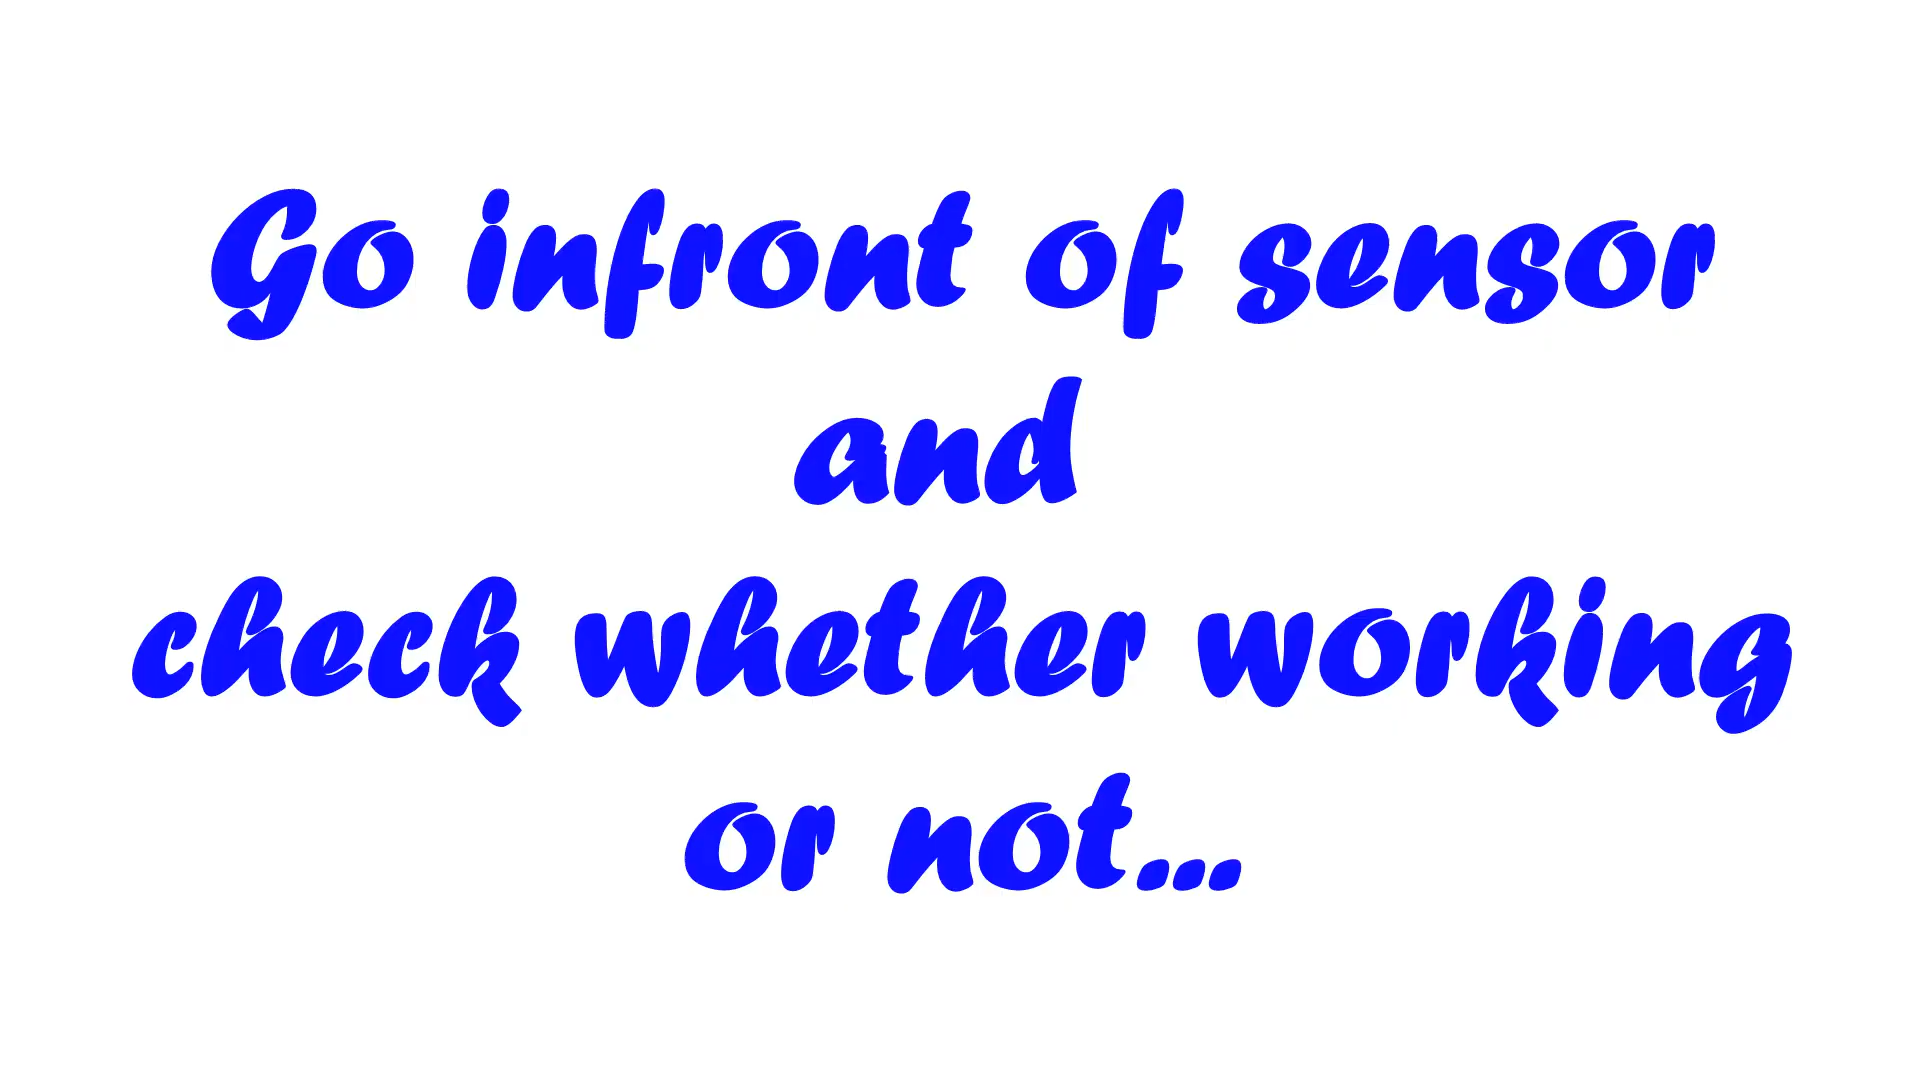 Go infront of sensor
and
check whether working
or not...